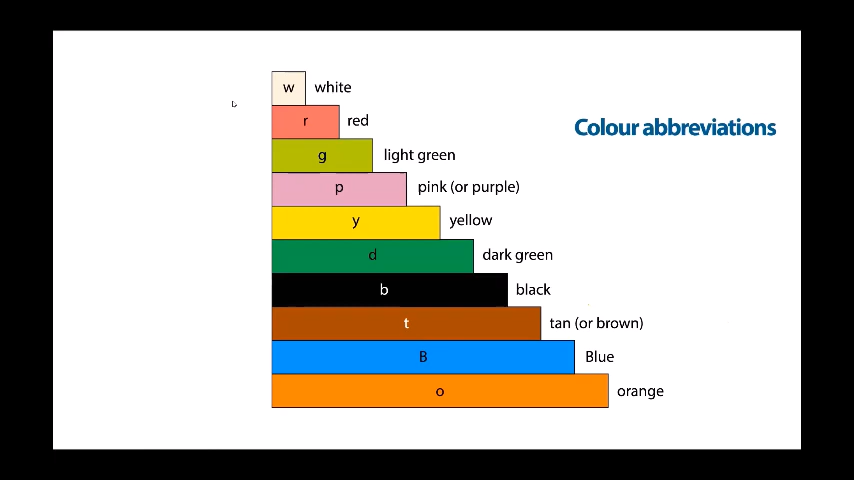 w white
r red
Colour abbreviations
g light green
p pink (or purple)
y yellow
d dark green
b black
t tan (or brown)
B Blue
o orange